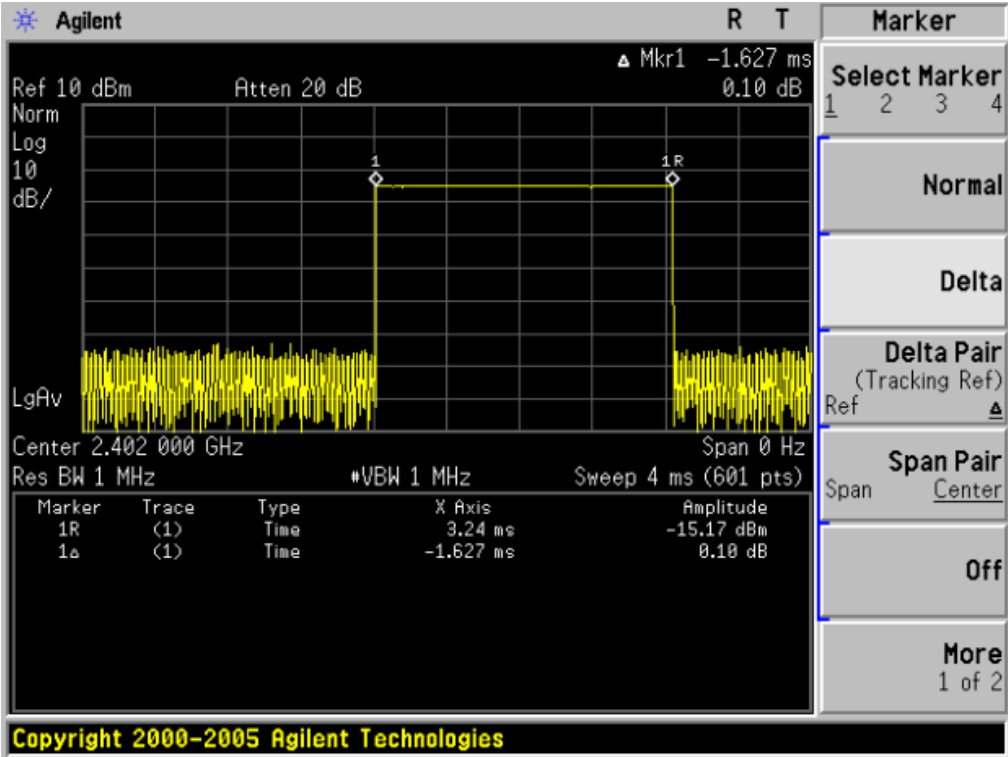 Agilent R T Marker
▵ Mkr1 -1.627 ms
Ref 10 dBm Atten 20 dB 0.10 dB
Norm
Log
10
dB/
1 1R
LgAv
Center 2.402 000 GHz Span 0 Hz
Res BW 1 MHz #VBW 1 MHz Sweep 4 ms (601 pts)
Marker Trace Type X Axis Amplitude
1R (1) Time 3.24 ms -15.17 dBm
1▵ (1) Time -1.627 ms 0.10 dB
Select Marker
1 2 3 4
Normal
Delta
Delta Pair
(Tracking Ref)
Ref ▵
Span Pair
Span Center
Off
More
1 of 2
Copyright 2000-2005 Agilent Technologies